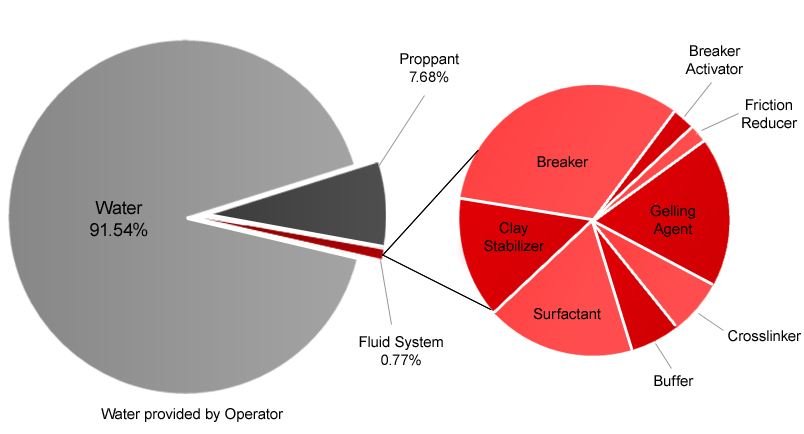 Water
91.54%
Proppant
7.68%
Fluid System
0.77%
Water provided by Operator
Breaker
Breaker
Activator
Friction
Reducer
Gelling
Agent
Crosslinker
Buffer
Surfactant
Clay
Stabilizer